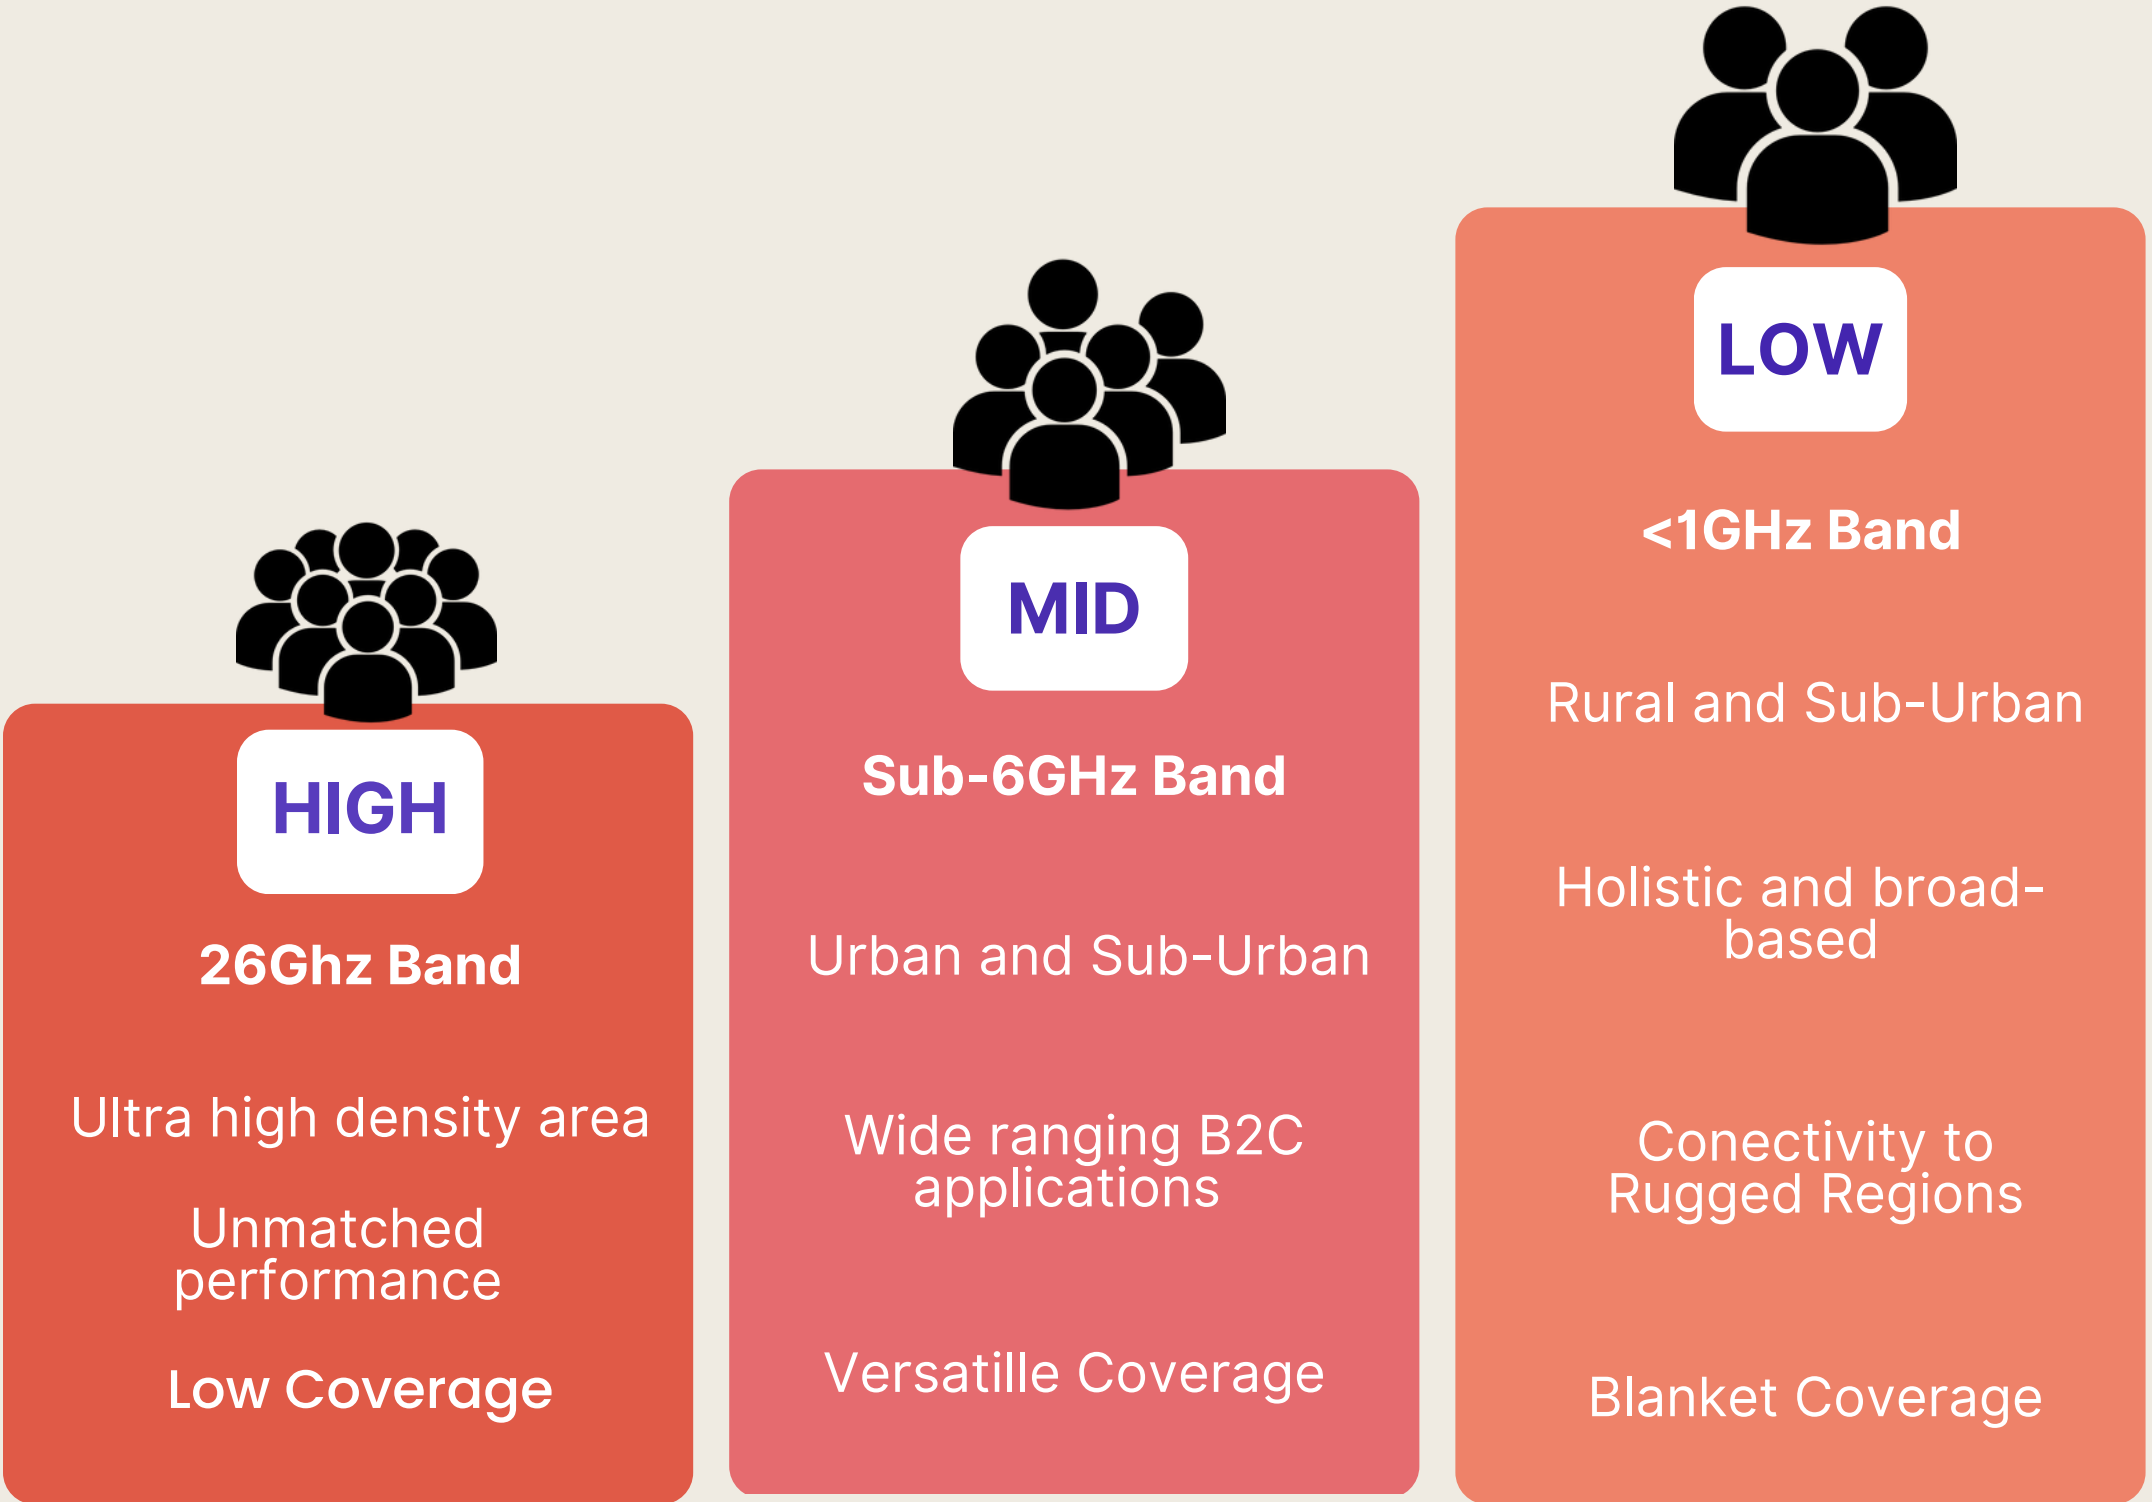 HIGH
26Ghz Band
Ultra high density area
Unmatched
performance
Low Coverage
MID
Sub-6GHz Band
Urban and Sub-Urban
Wide ranging B2C
applications
Versatille Coverage
LOW
<1GHz Band
Rural and Sub-Urban
Holistic and broad-
based
Conectivity to
Rugged Regions
Blanket Coverage